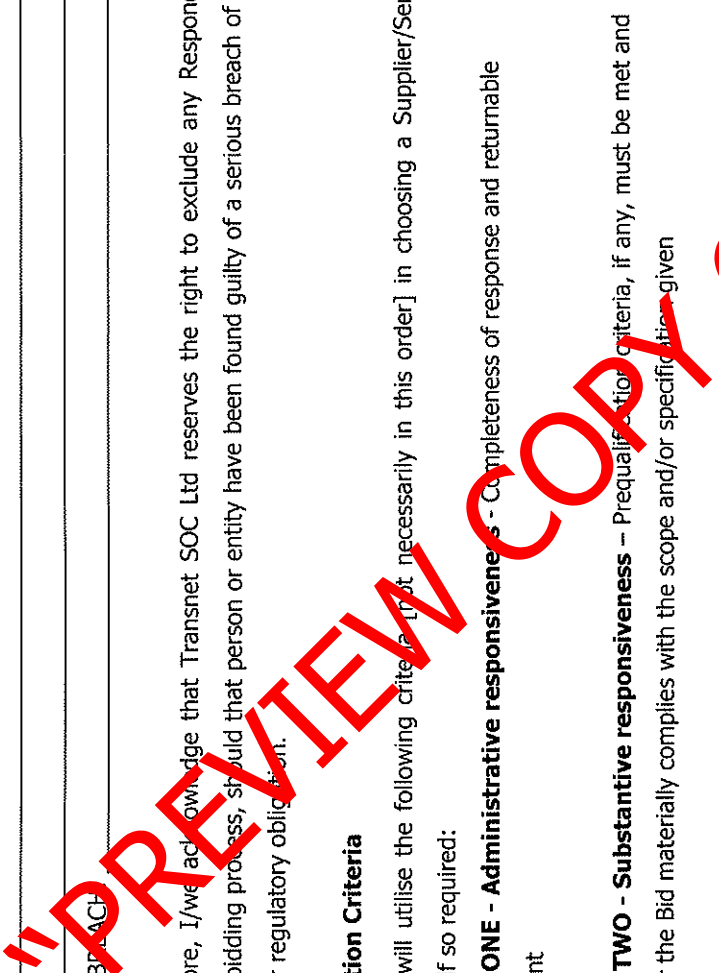 BREACH:
ore, I/we acknowledge that Transnet SOC Ltd reserves the right to exclude any Respon
bidding process, should that person or entity have been found guilty of a serious breach of
r regulatory obligation.
tion Criteria
will utilise the following criteria [not necessarily in this order] in choosing a Supplier/Ser
f so required:
ONE - Administrative responsiveness - Completeness of response and returnable
nt
TWO - Substantive responsiveness – Prequalification criteria, if any, must be met and
r the Bid materially complies with the scope and/or specification given
"PREVIEW COPY